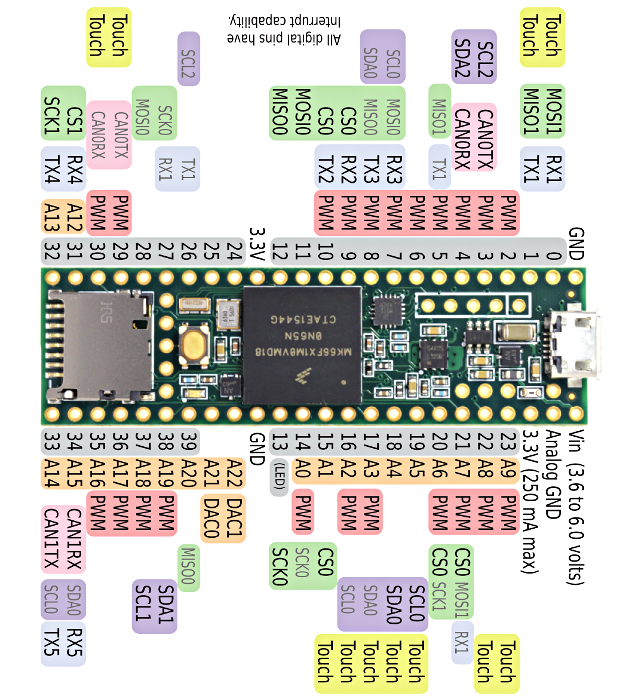 GND Vin (3.6 to 6.0 volts)
Touch MOSI1 RX1 0 Analog GND
Touch MISO1 TX1 1 3.3V (250 mA max)
PWM 2 23 A9 PWM Touch
SCL2 CAN0TX PWM 3 22 A8 PWM Touch
SDA2 CAN0RX PWM 4 21 A7 PWM CS0 MOSI1 RX1
MISO1 TX1 PWM 5 20 A6 PWM CS0 SCK1
PWM 6 19 A5 SCL0 Touch
SCL0 MOSI0 RX3 PWM 7 18 A4 SDA0 Touch
SDA0 MISO0 TX3 PWM 8 17 A3 PWM SDA0 Touch
CS0 RX2 PWM 9 16 A2 PWM SCL0 Touch
CS0 TX2 PWM 10 15 A1 CS0 Touch
MOSI0 11 14 A0 PWM SCK0
MISO0 12 13 (LED) SCK0
All digital pins have
Interrupt capability.
MK66FX1M0VMD18
0N65N
CTAE1544G
3.3V GND
24 A22 DAC1
25 A21 DAC0
SCL2 TX1 26 39 A20 MISO0
SCK0 RX1 27 38 A19 PWM SDA1
MOSI0 28 37 A18 PWM SCL1
Touch CAN0TX PWM 29 36 A17 PWM
Touch CAN0RX PWM 30 35 A16 PWM
CS1 RX4 A12 31 34 A15 CAN1RX SDA0 RX5
SCK1 TX4 A13 32 33 A14 CAN1TX SCL0 TX5